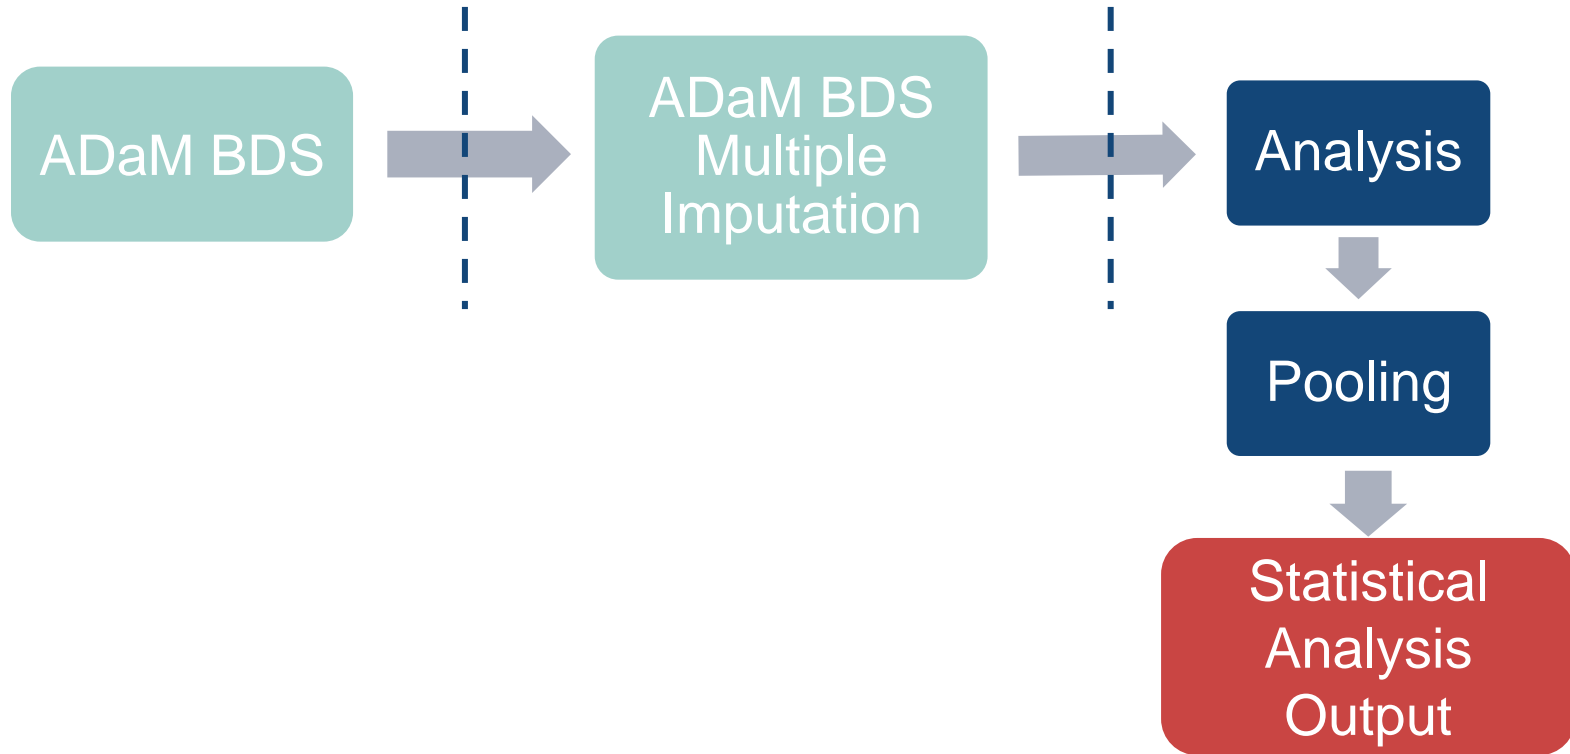 ADaM BDS
ADaM BDS
Multiple
Imputation
Analysis
Pooling
Statistical
Analysis
Output